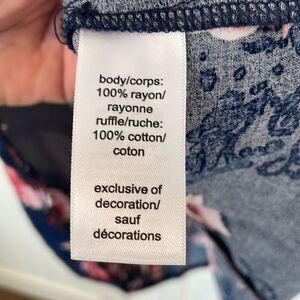 body/corps:
100% rayon/
rayonne
ruffle/ruche:
100% cotton/
coton
exclusive of
decoration/
sauf
décorations